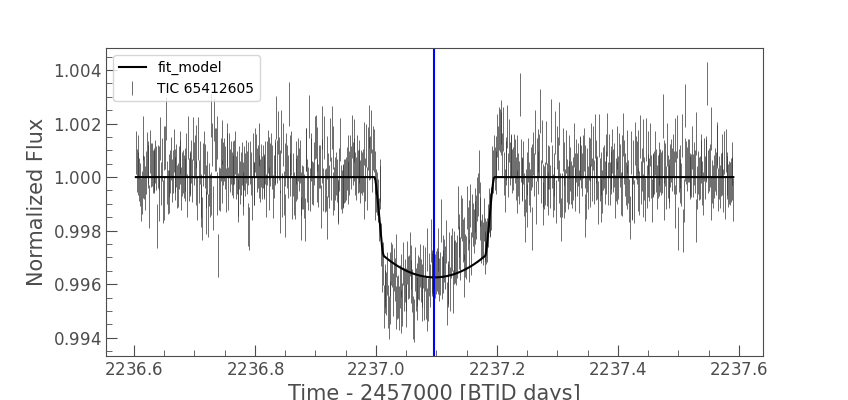 fit_model
TIC 65412605
1.004
1.002
1.000
0.998
0.996
0.994
Normalized Flux
2236.6 2236.8 2237.0 2237.2 2237.4 2237.6
Time - 2457000 [BTJD days]